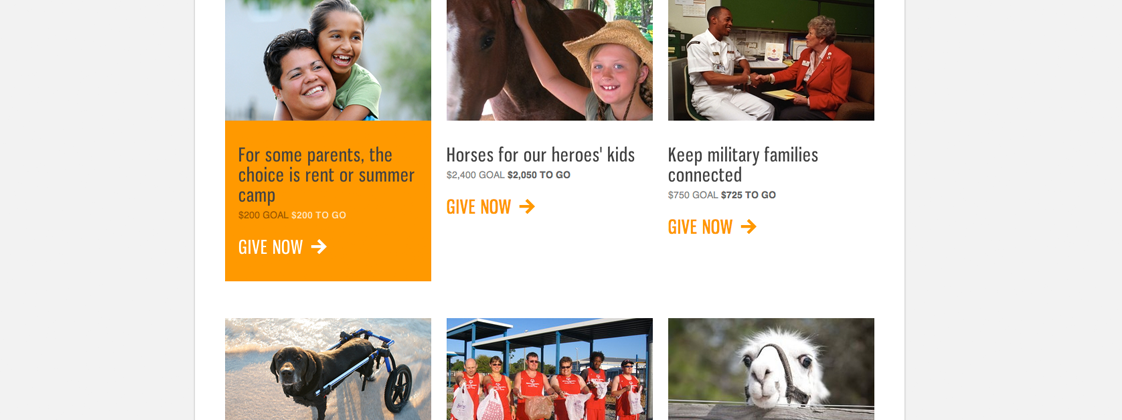 For some parents, the
choice is rent or summer
camp
$200 GOAL $200 TO GO
GIVE NOW →
Horses for our heroes' kids
$2,400 GOAL $2,050 TO GO
GIVE NOW →
Keep military families
connected
$750 GOAL $725 TO GO
GIVE NOW →